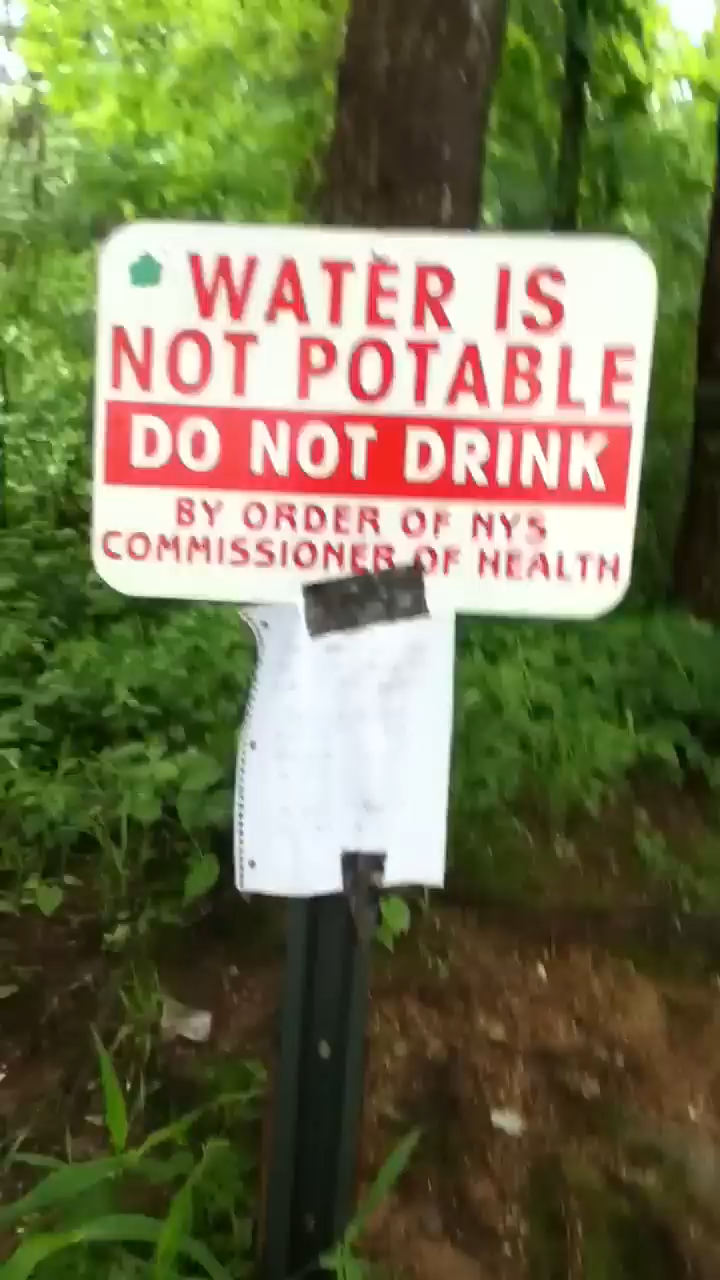 WATER IS
NOT POTABLE
DO NOT DRINK
BY ORDER OF NYS
COMMISSIONER OF HEALTH